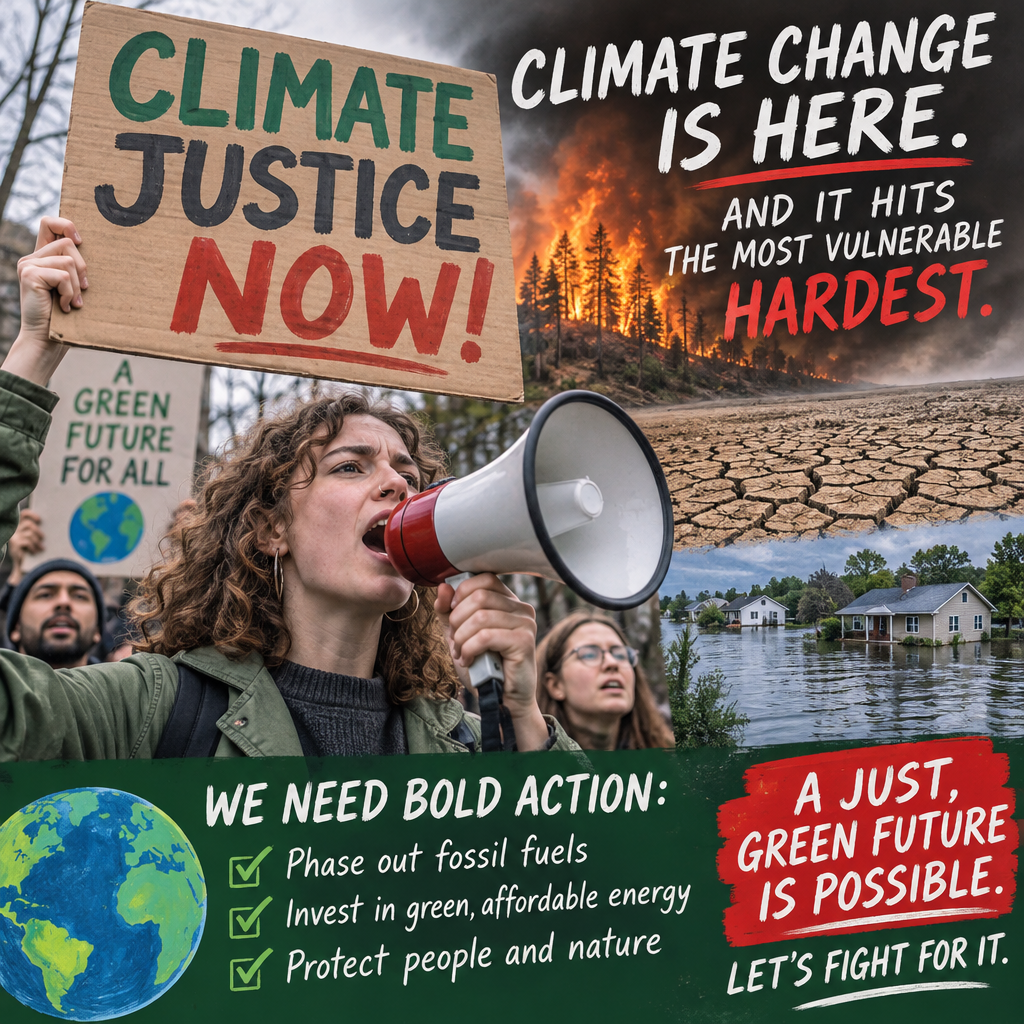 CLIMATE
JUSTICE
NOW!
A
GREEN
FUTURE
FOR ALL
CLIMATE CHANGE
IS HERE.
AND IT HITS
THE MOST VULNERABLE
HARDEST.
WE NEED BOLD ACTION:
Phase out fossil fuels
Invest in green, affordable energy
Protect people and nature
A JUST,
GREEN FUTURE
IS POSSIBLE.
LET'S FIGHT FOR IT.